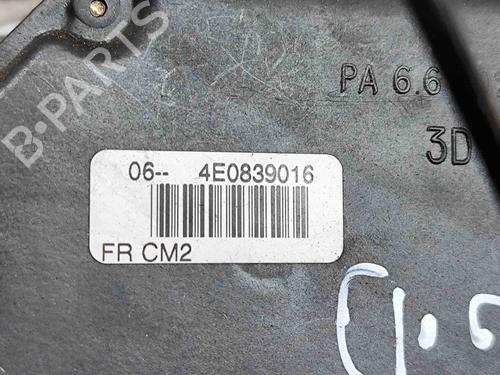 B-PARTS
PA 6.6
3D
06-- 4E0839016
FR CM2